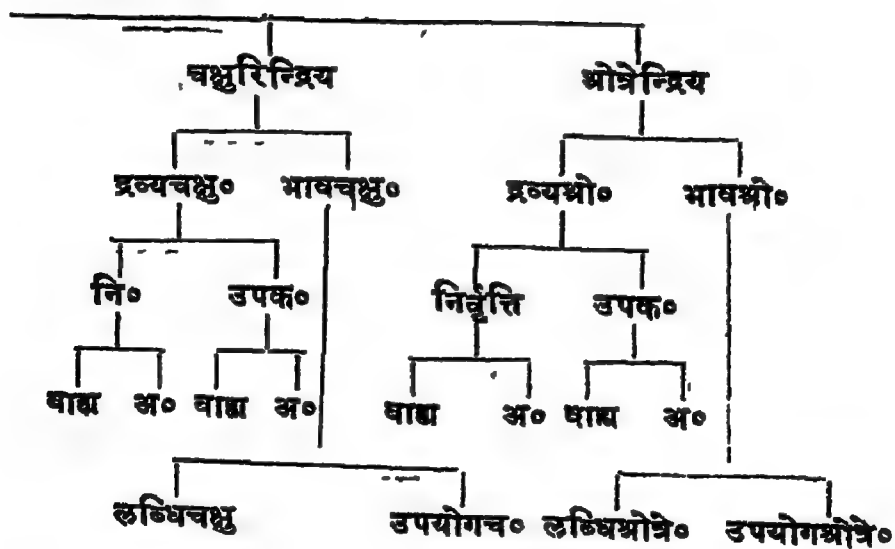 चक्षुरिन्द्रिय श्रोत्रेन्द्रिय
द्रव्यचक्षु० भावचक्षु० द्रव्यश्रो० भावश्रो०
नि० उपक० निर्वृत्ति उपक०
बाह्य अ० बाह्य अ० बाह्य अ० बाह्य अ०
लब्धिचक्षु उपयोगच० लब्धिश्रोत्रे० उपयोगश्रोत्रे०